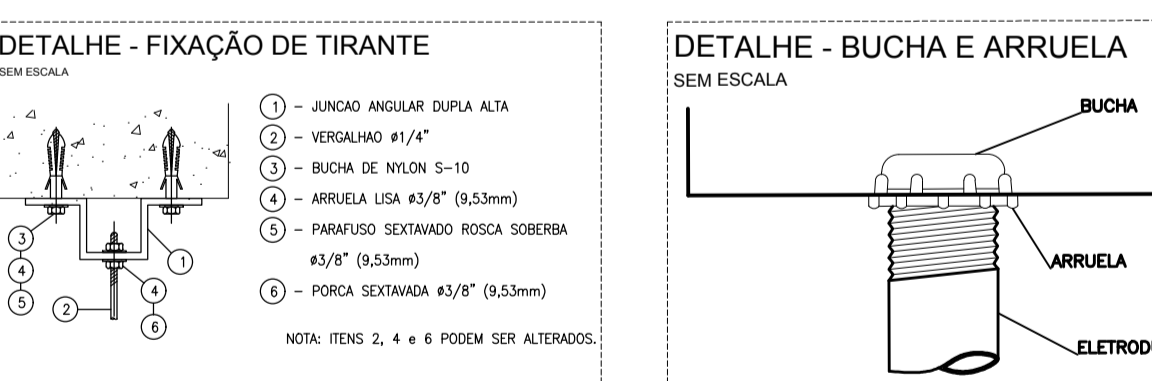 DETALHE - FIXAÇÃO DE TIRANTE
SEM ESCALA
1 - JUNCAO ANGULAR DUPLA ALTA
2 - VERGALHAO ø1/4"
3 - BUCHA DE NYLON S-10
4 - ARRUELA LISA ø3/8" (9,53mm)
5 - PARAFUSO SEXTAVADO ROSCA SOBERBA
ø3/8" (9,53mm)
6 - PORCA SEXTAVADA ø3/8" (9,53mm)
NOTA: ITENS 2, 4 e 6 PODEM SER ALTERADOS.
3
4
5
2
1
4
6
DETALHE - BUCHA E ARRUELA
SEM ESCALA
BUCHA
ARRUELA